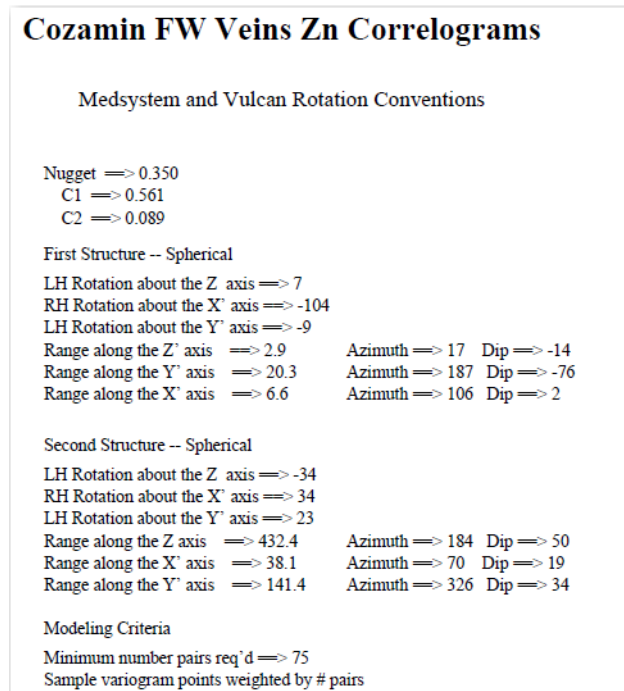 Cozamin FW Veins Zn Correlograms
Medsystem and Vulcan Rotation Conventions
Nugget ==> 0.350
C1 ==> 0.561
C2 ==> 0.089
First Structure -- Spherical
LH Rotation about the Z axis ==> 7
RH Rotation about the X' axis ==> -104
LH Rotation about the Y' axis ==> -9
Range along the Z' axis ==> 2.9 Azimuth ==> 17 Dip ==> -14
Range along the Y' axis ==> 20.3 Azimuth ==> 187 Dip ==> -76
Range along the X' axis ==> 6.6 Azimuth ==> 106 Dip ==> 2
Second Structure -- Spherical
LH Rotation about the Z axis ==> -34
RH Rotation about the X' axis ==> 34
LH Rotation about the Y' axis ==> 23
Range along the Z axis ==> 432.4 Azimuth ==> 184 Dip ==> 50
Range along the X' axis ==> 38.1 Azimuth ==> 70 Dip ==> 19
Range along the Y' axis ==> 141.4 Azimuth ==> 326 Dip ==> 34
Modeling Criteria
Minimum number pairs req'd ==> 75
Sample variogram points weighted by # pairs